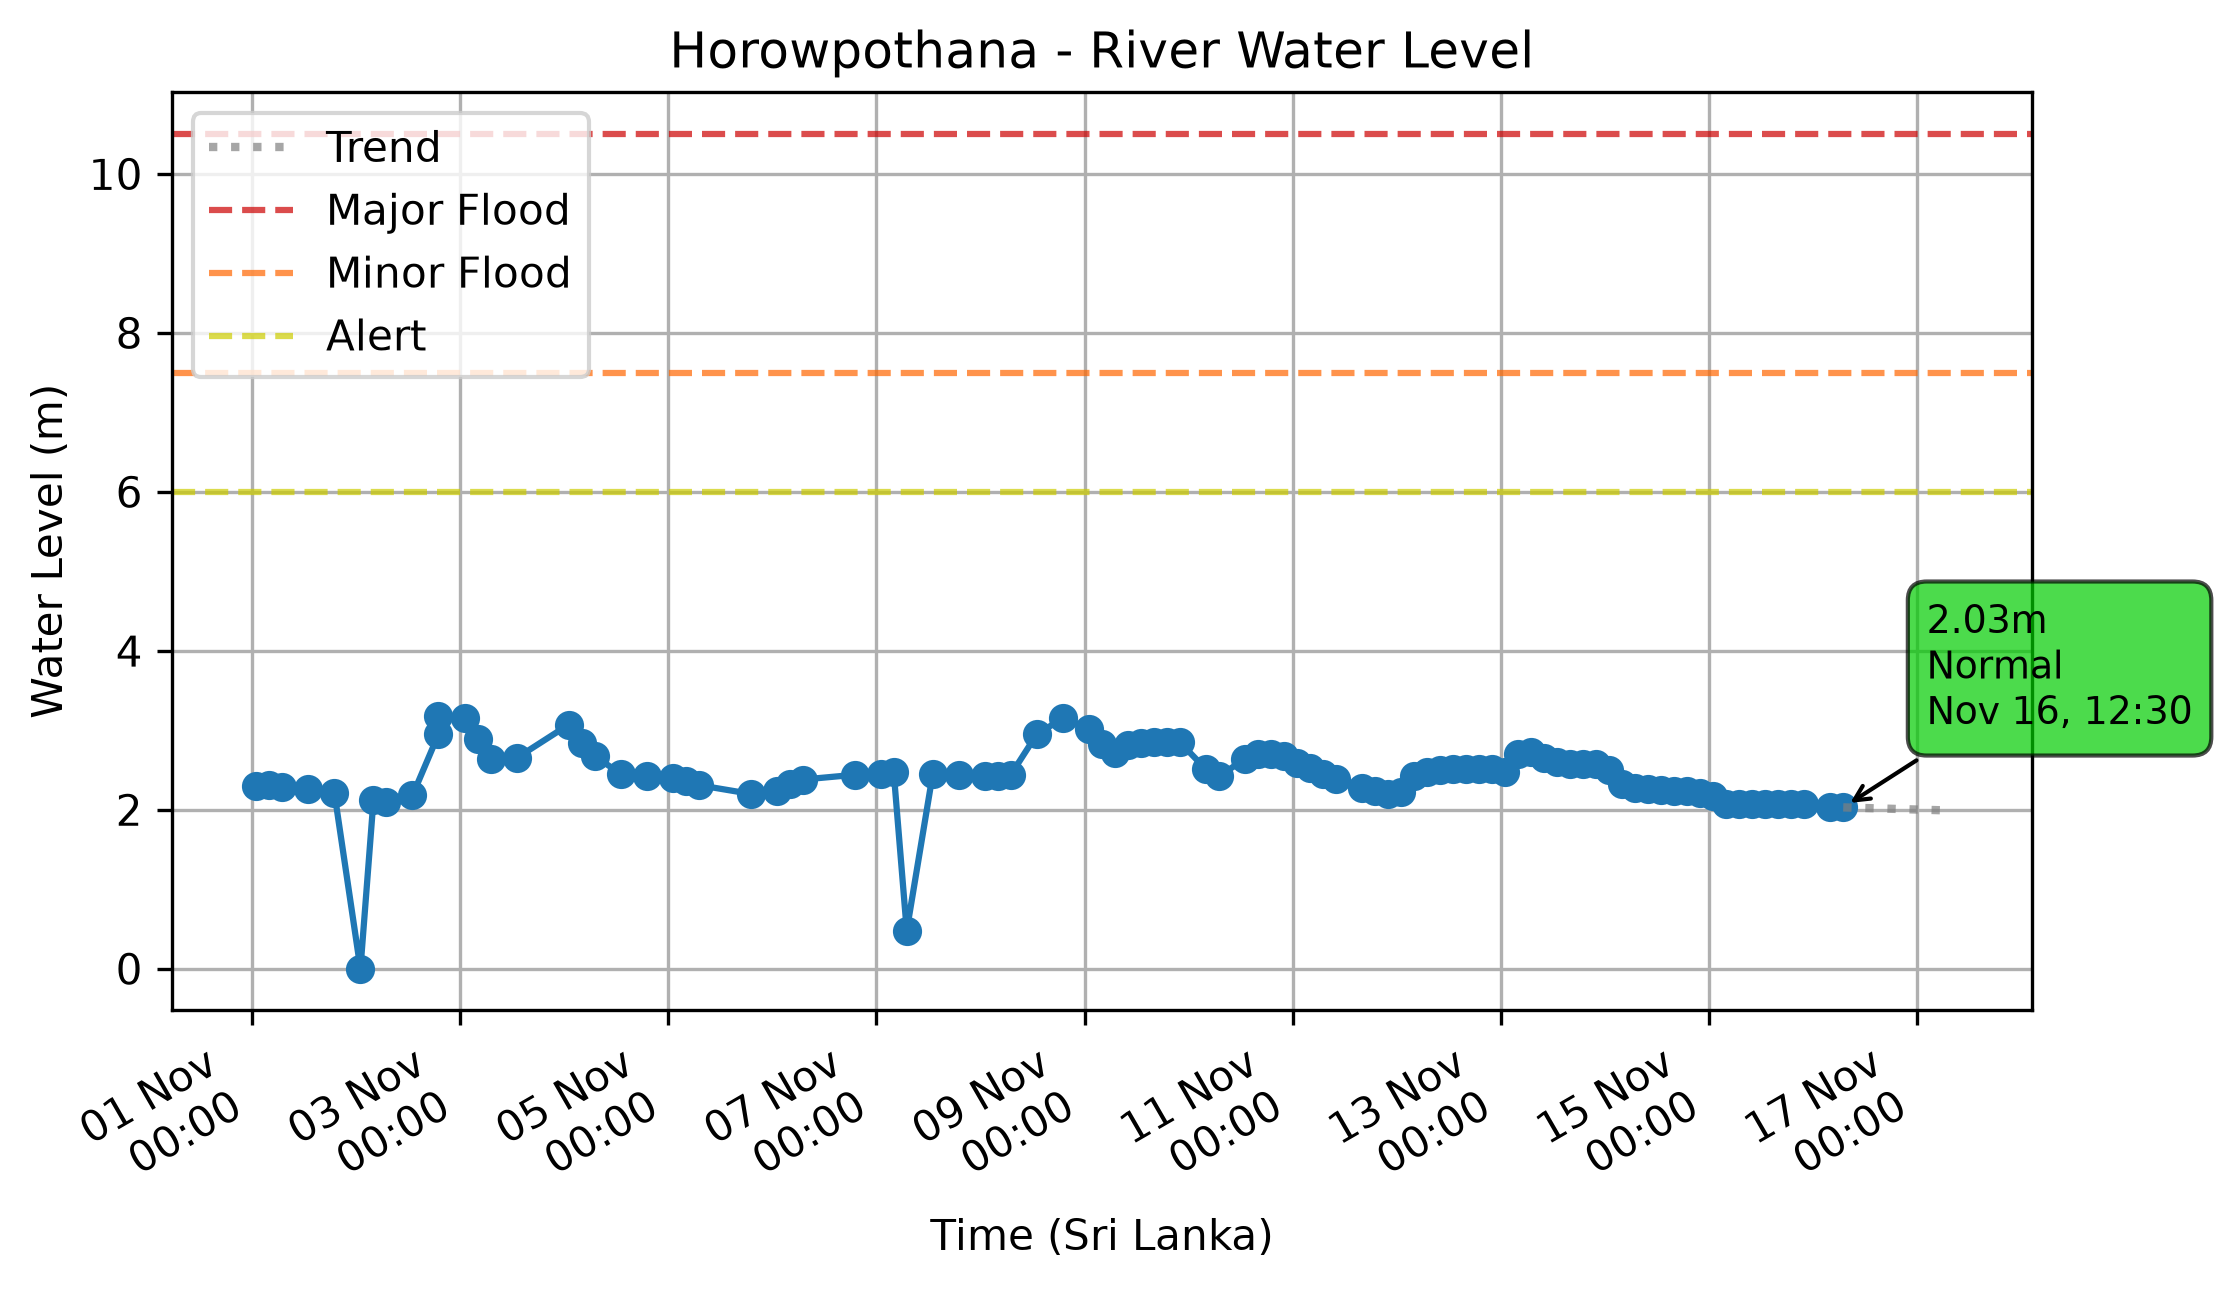 Horowpothana - River Water Level
Trend
Major Flood
Minor Flood
Alert
Water Level (m)
10
8
6
4
2
0
2.03m
Normal
Nov 16, 12:30
01 Nov
00:00
03 Nov
00:00
05 Nov
00:00
07 Nov
00:00
09 Nov
00:00
11 Nov
00:00
13 Nov
00:00
15 Nov
00:00
17 Nov
00:00
Time (Sri Lanka)